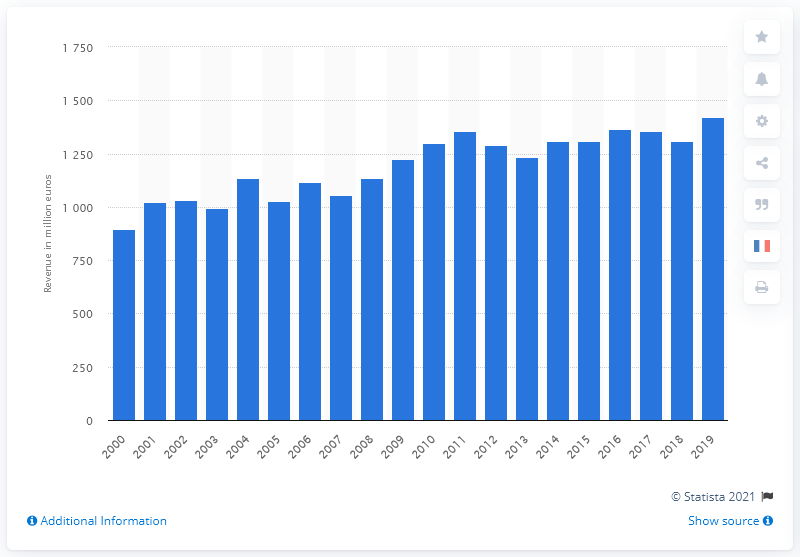 1 750
1 500
1 250
1 000
750
500
250
0
Revenue in million euros
2000 2001 2002 2003 2004 2005 2006 2007 2008 2009 2010 2011 2012 2013 2014 2015 2016 2017 2018 2019
© Statista 2021
Additional Information Show source